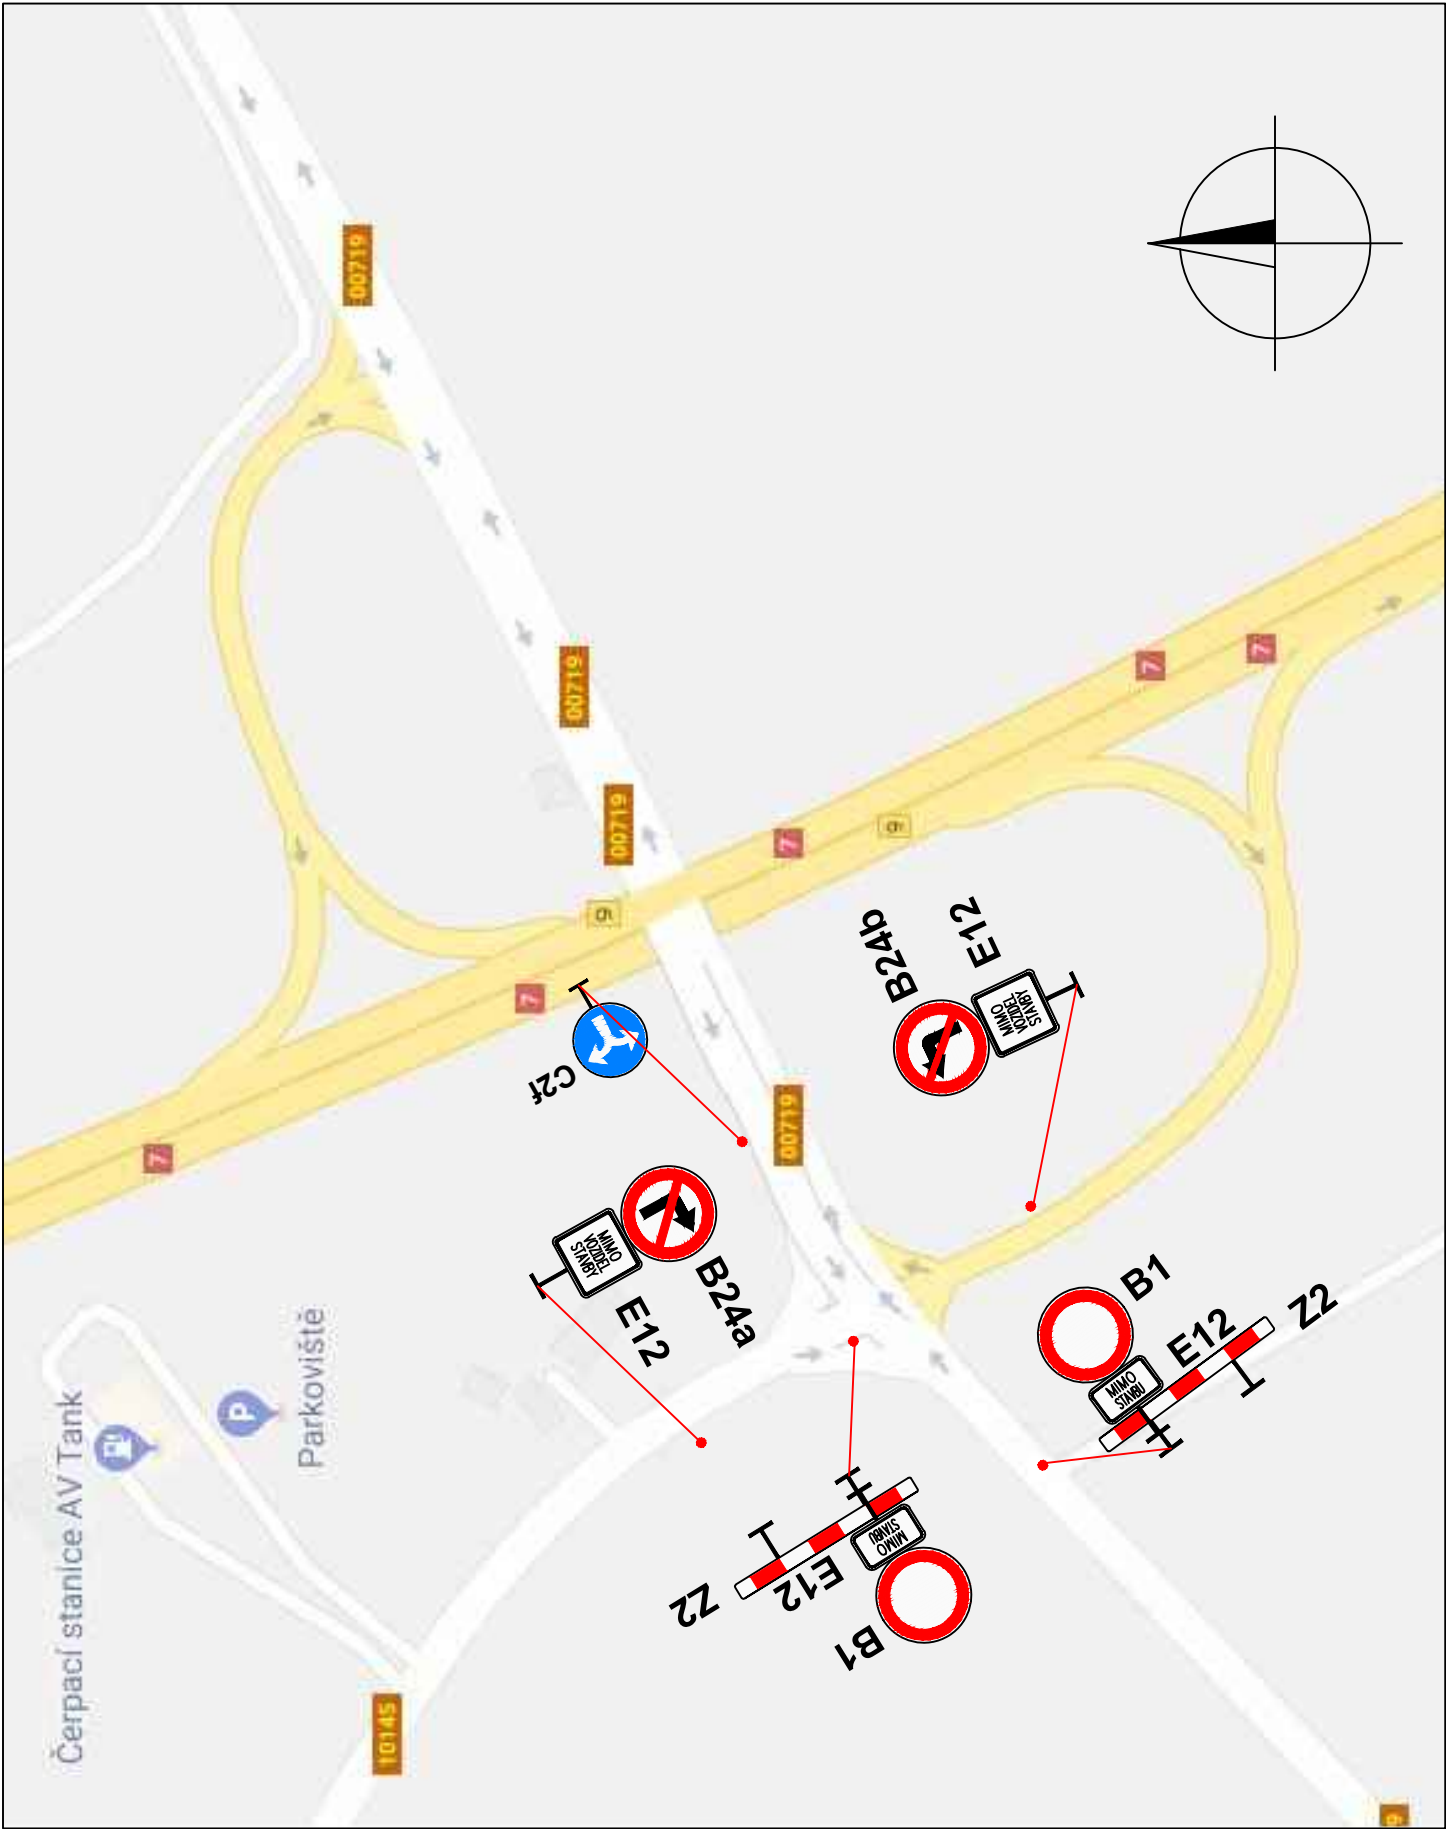 Čerpací stanice AV Tank
Parkoviště
P
10145
7
00719
00719
00719
00719
7
6
7
6
7
7
9
C2f
MIMO
VOZIDEL
STAVBY
E12
B24a
B24b
E12
MIMO
VOZIDEL
STAVBY
Z2
E12
MIMO
STAVBU
B1
B1
MIMO
STAVBU
E12
Z2